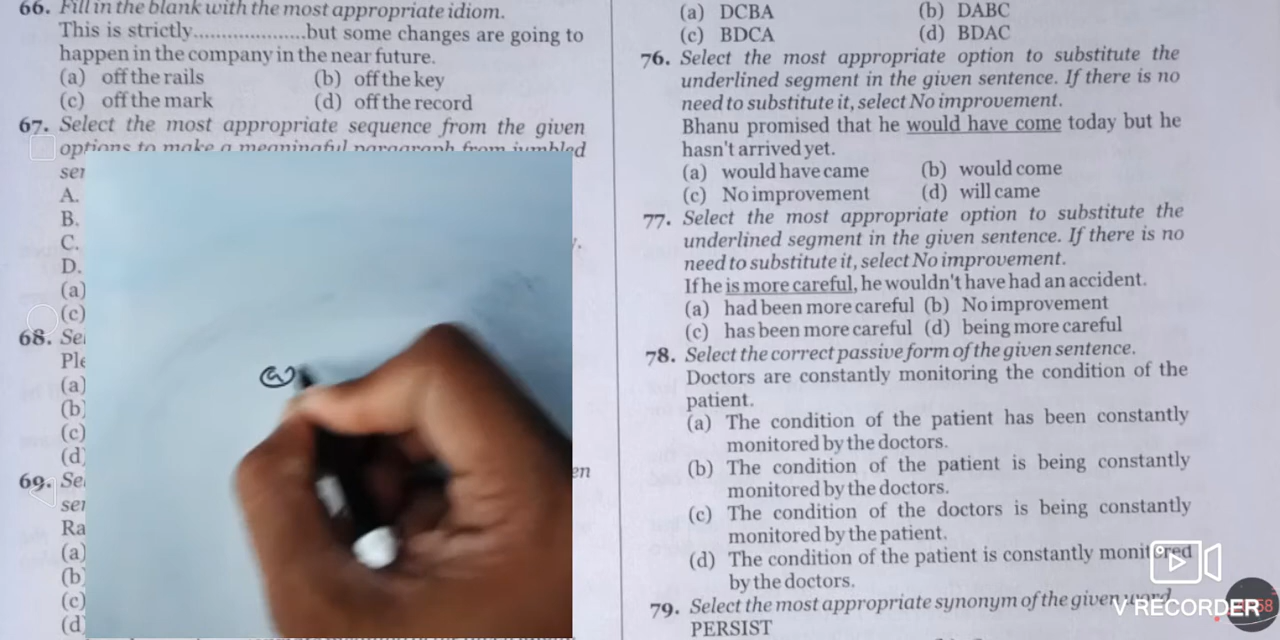 66. Fill in the blank with the most appropriate idiom.
This is strictly....................but some changes are going to
happen in the company in the near future.
(a) off the rails (b) off the key
(c) off the mark (d) off the record
67. Select the most appropriate sequence from the given
options to make a meaningful paragraph from jumbled
A.
B.
C.
D.
(a)
(c)
68.
(a)
(b)
(c)
(d)
69.
(a)
(b)
(c)
(d)
(a)
(a) DCBA (b) DABC
(c) BDCA (d) BDAC
76. Select the most appropriate option to substitute the
underlined segment in the given sentence. If there is no
need to substitute it, select No improvement.
Bhanu promised that he would have come today but he
hasn't arrived yet.
(a) would have came (b) would come
(c) No improvement (d) will came
77. Select the most appropriate option to substitute the
underlined segment in the given sentence. If there is no
need to substitute it, select No improvement.
If he is more careful, he wouldn't have had an accident.
(a) had been more careful (b) No improvement
(c) has been more careful (d) being more careful
78. Select the correct passive form of the given sentence.
Doctors are constantly monitoring the condition of the
patient.
(a) The condition of the patient has been constantly
monitored by the doctors.
(b) The condition of the patient is being constantly
monitored by the doctors.
(c) The condition of the doctors is being constantly
monitored by the patient.
(d) The condition of the patient is constantly monitored
by the doctors.
79. Select the most appropriate synonym of the given word.
PERSIST
V RECORDER